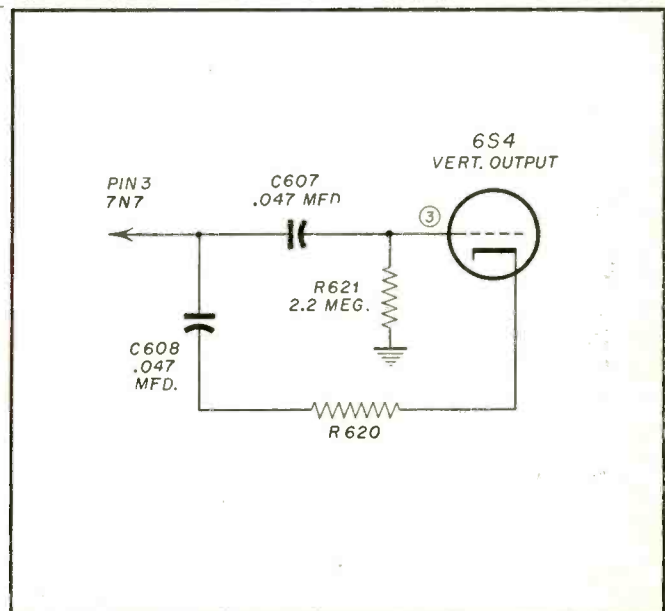 6S4
VERT. OUTPUT
PIN 3
7N7
C607
.047 MFD
3
R621
2.2 MEG.
C608
.047
MFD.
R620